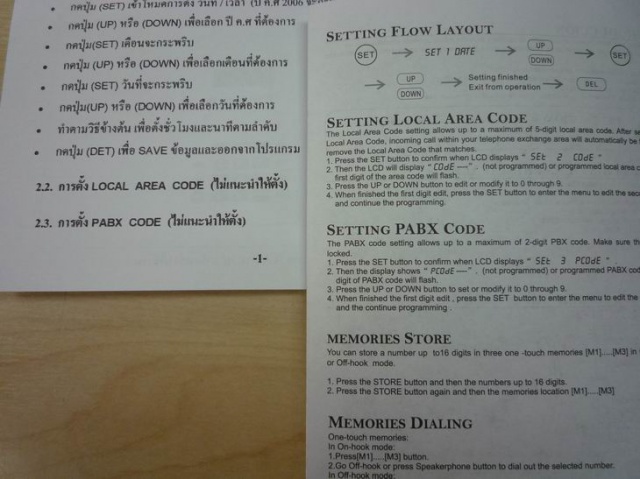 กดปุ่ม (SET) เข้าโหมดการตั้ง วันที่ / เวลา (ปี ค.ศ 2006
กดปุ่ม (UP) หรือ (DOWN) เพื่อเลือก ปี ค.ศ ที่ต้องการ
กดปุ่ม(SET) เดือนจะกระพริบ
กดปุ่ม (UP) หรือ (DOWN) เพื่อเลือกเดือนที่ต้องการ
กดปุ่ม (SET) วันที่จะกระพริบ
กดปุ่ม(UP) หรือ (DOWN) เพื่อเลือกวันที่ต้องการ
ทำตามวิธีข้างต้น เพื่อตั้งชั่วโมงและนาทีตามลำดับ
กดปุ่ม (DET) เพื่อ SAVE ข้อมูลและออกจากโปรแกรม
2.2. การตั้ง LOCAL AREA CODE (ไม่แนะนำให้ตั้ง)
2.3. การตั้ง PABX CODE (ไม่แนะนำให้ตั้ง)
-1-
SETTING FLOW LAYOUT
SET → SET 1 DATE → UP DOWN → SET
→ UP DOWN → Setting finished Exit from operation → DEL
SETTING LOCAL AREA CODE
The Local Area Code setting allows up to a maximum of 5-digit local area code. After
Local Area Code, incoming call within your telephone exchange area will automatically be
remove the Local Area Code that matches.
1. Press the SET button to confirm when LCD displays " SEt 2 COdE "
2. Then the LCD will display " COdE ---" . (not programmed) or programmed local area
first digit of the area code will flash.
3. Press the UP or DOWN button to edit or modify it to 0 through 9.
4. When finished the first digit edit, press the SET button to enter the menu to edit the
and continue the programming.
SETTING PABX CODE
The PABX code setting allows up to a maximum of 2-digit PBX code. Make sure
locked.
1. Press the SET button to confirm when LCD displays " SEt 3 PCOdE " .
2. Then the display shows " PCOdE ---" . (not programmed) or programmed PABX
digit of PABX code will flash.
3. Press the UP or DOWN button to set or modify it to 0 through 9.
4. When finished the first digit edit , press the SET button to enter the menu to edit the
and the continue programming .
MEMORIES STORE
You can store a number up to16 digits in three one -touch memories [M1].....[M3] in
or Off-hook mode.
1. Press the STORE button and then the numbers up to 16 digits.
2. Press the STORE button again and then the memories location [M1].....[M3]
MEMORIES DIALING
One-touch memories:
In On-hook mode:
1.Press[M1].....[M3] button.
2.Go Off-hook or press Speakerphone button to dial out the selected number.
In Off-hook mode: